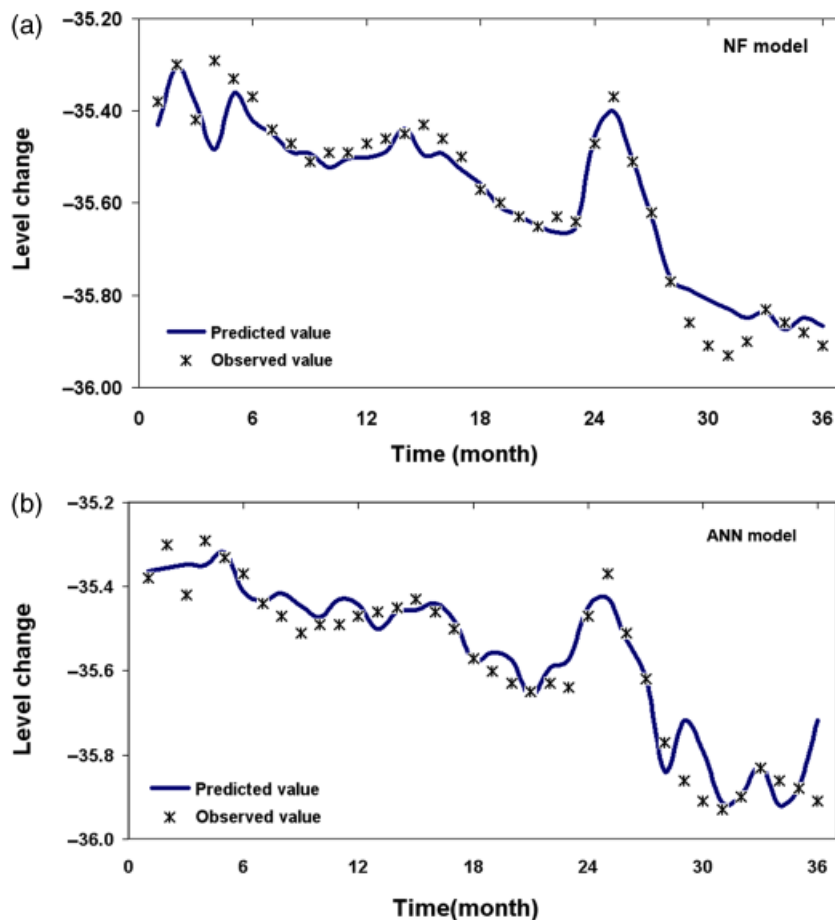 (a)
NF model
Level change
−35.20
−35.40
−35.60
−35.80
−36.00
Predicted value
Observed value
0 6 12 18 24 30 36
Time (month)
(b)
ANN model
Level change
−35.2
−35.4
−35.6
−35.8
−36.0
Predicted value
Observed value
0 6 12 18 24 30 36
Time(month)